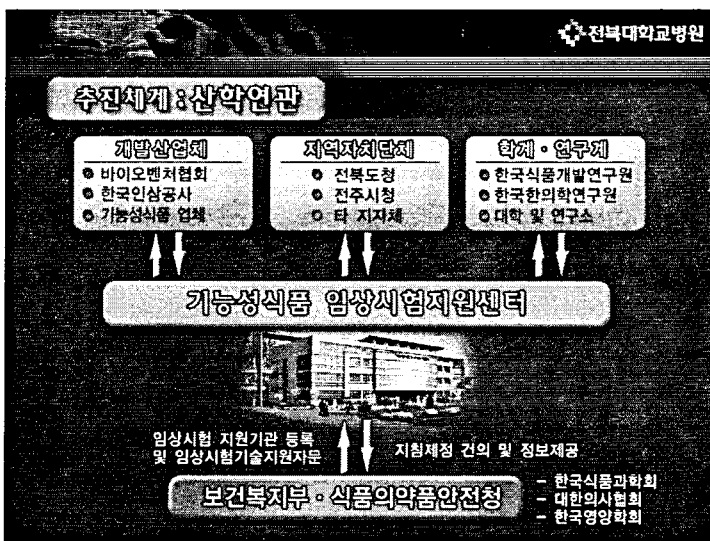 전북대학교병원
추진체계 : 산학연관
개발산업체
바이오벤처협회
한국인삼공사
기능성식품 업체
지역자치단체
전북도청
전주시청
타 지자체
학계 · 연구계
한국식품개발연구원
한국한의학연구원
대학 및 연구소
기능성식품 임상시험지원센터
임상시험 지원기관 등록
및 임상시험기술지원자문
지침제정 건의 및 정보제공
보건복지부 · 식품의약품안전청
– 한국식품과학회
– 대한의사협회
– 한국영양학회